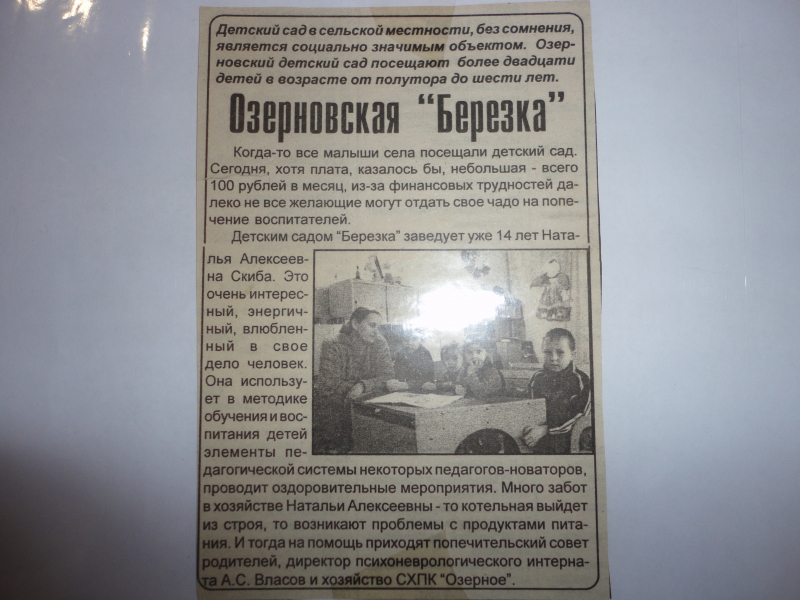 Детский сад в сельской местности, без сомнения,
является социально значимым объектом. Озер-
новский детский сад посещают более двадцати
детей в возрасте от полутора до шести лет.
Озерновская “Березка”
Когда-то все малыши села посещали детский сад.
Сегодня, хотя плата, казалось бы, небольшая - всего
100 рублей в месяц, из-за финансовых трудностей да-
леко не все желающие могут отдать свое чадо на попе-
чение воспитателей.
Детским садом “Березка” заведует уже 14 лет Ната-
лья Алексеев-
на Скиба. Это
очень интерес-
ный, энергич-
ный, влюблен-
ный в свое
дело человек.
Она использу-
ет в методике
обучения и вос-
питания детей
элементы пе-
дагогической системы некоторых педагогов-новаторов,
проводит оздоровительные мероприятия. Много забот
в хозяйстве Натальи Алексеевны - то котельная выйдет
из строя, то возникают проблемы с продуктами пита-
ния. И тогда на помощь приходят попечительский совет
родителей, директор психоневрологического интерна-
та А.С. Власов и хозяйство СХПК “Озерное”.